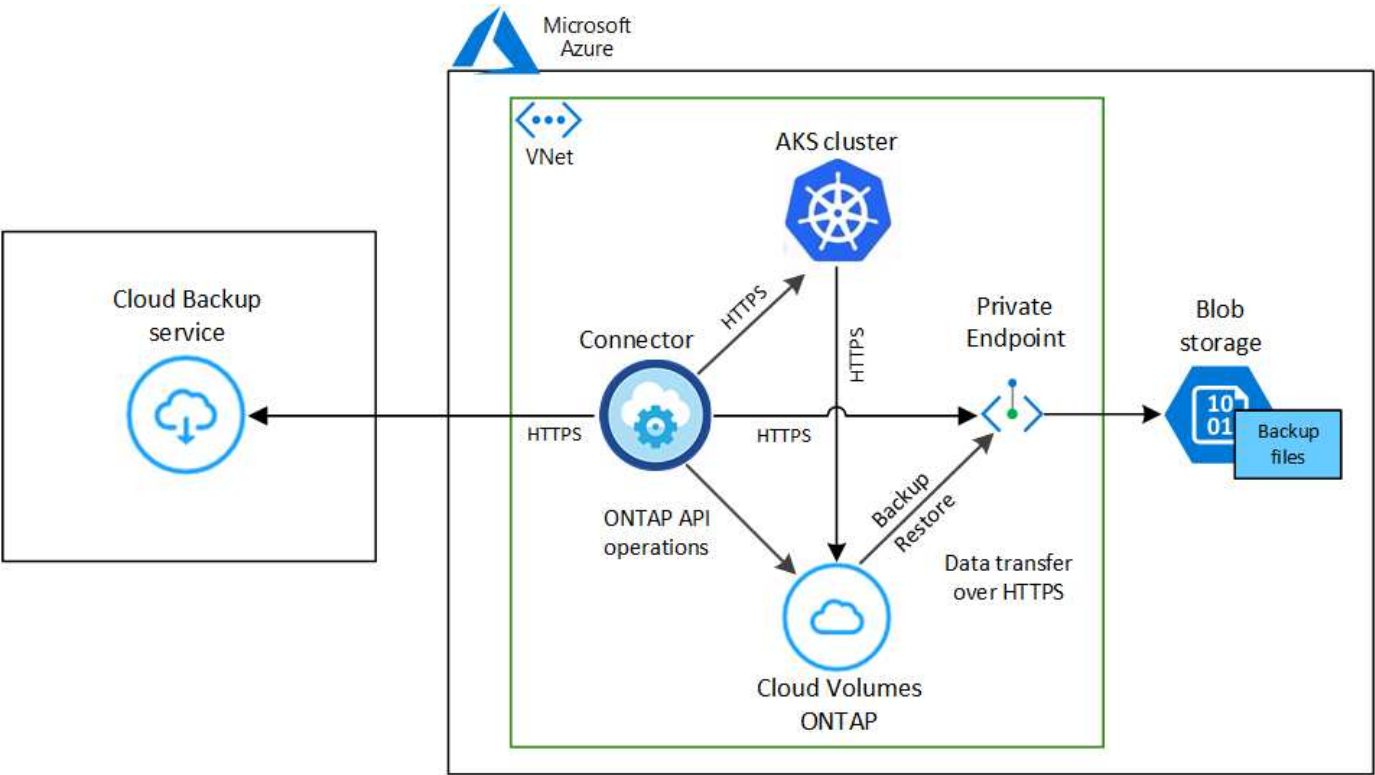 Microsoft
Azure
VNet
AKS cluster
Cloud Backup
service
HTTPS
Connector
HTTPS
Private
Endpoint
Blob
storage
10
01
Backup
files
HTTPS
HTTPS
ONTAP API
operations
Backup
Restore
Data transfer
over HTTPS
Cloud Volumes
ONTAP